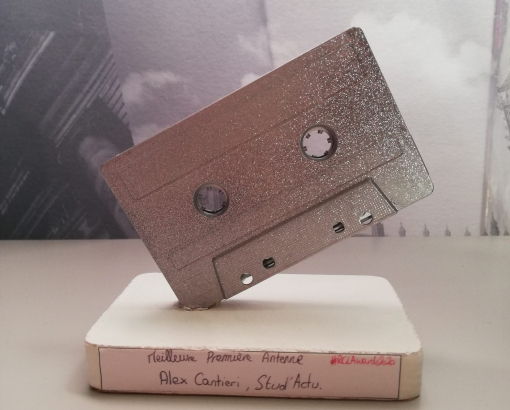 Meilleure Première Antenne
Alex Cantieri, Stud'Actu.